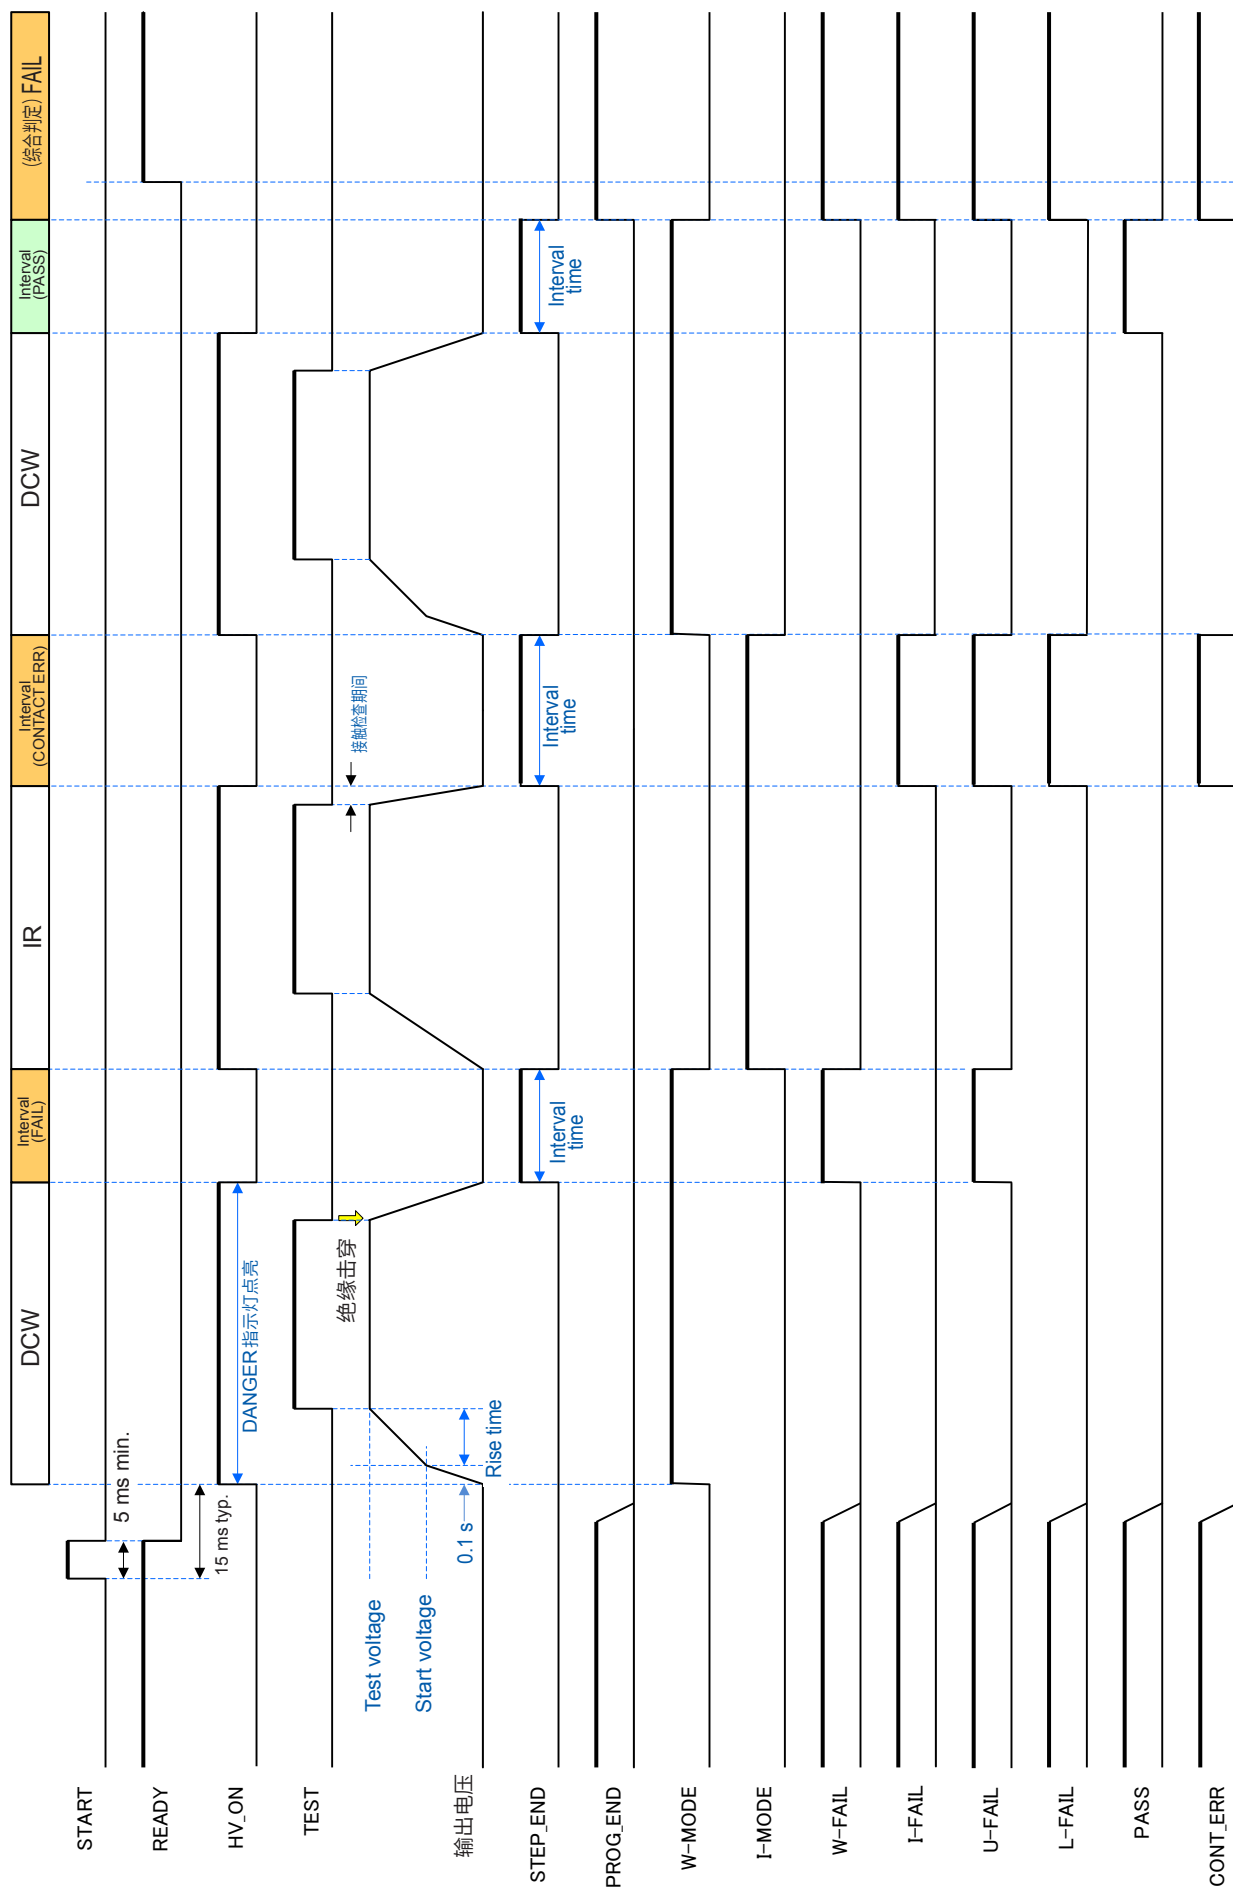 DCW
Interval
(FAIL)
IR
Interval
(CONTACT ERR)
DCW
Interval
(PASS)
(综合判定) FAIL
START
5 ms min.
READY
15 ms typ.
HV_ON
DANGER指示灯点亮
TEST
绝缘击穿
接触检查期间
Test voltage
Start voltage
输出电压
0.1 s
Rise time
STEP_END
Interval
time
Interval
time
Interval
time
PROG_END
W-MODE
I-MODE
W-FAIL
I-FAIL
U-FAIL
L-FAIL
PASS
CONT_ERR